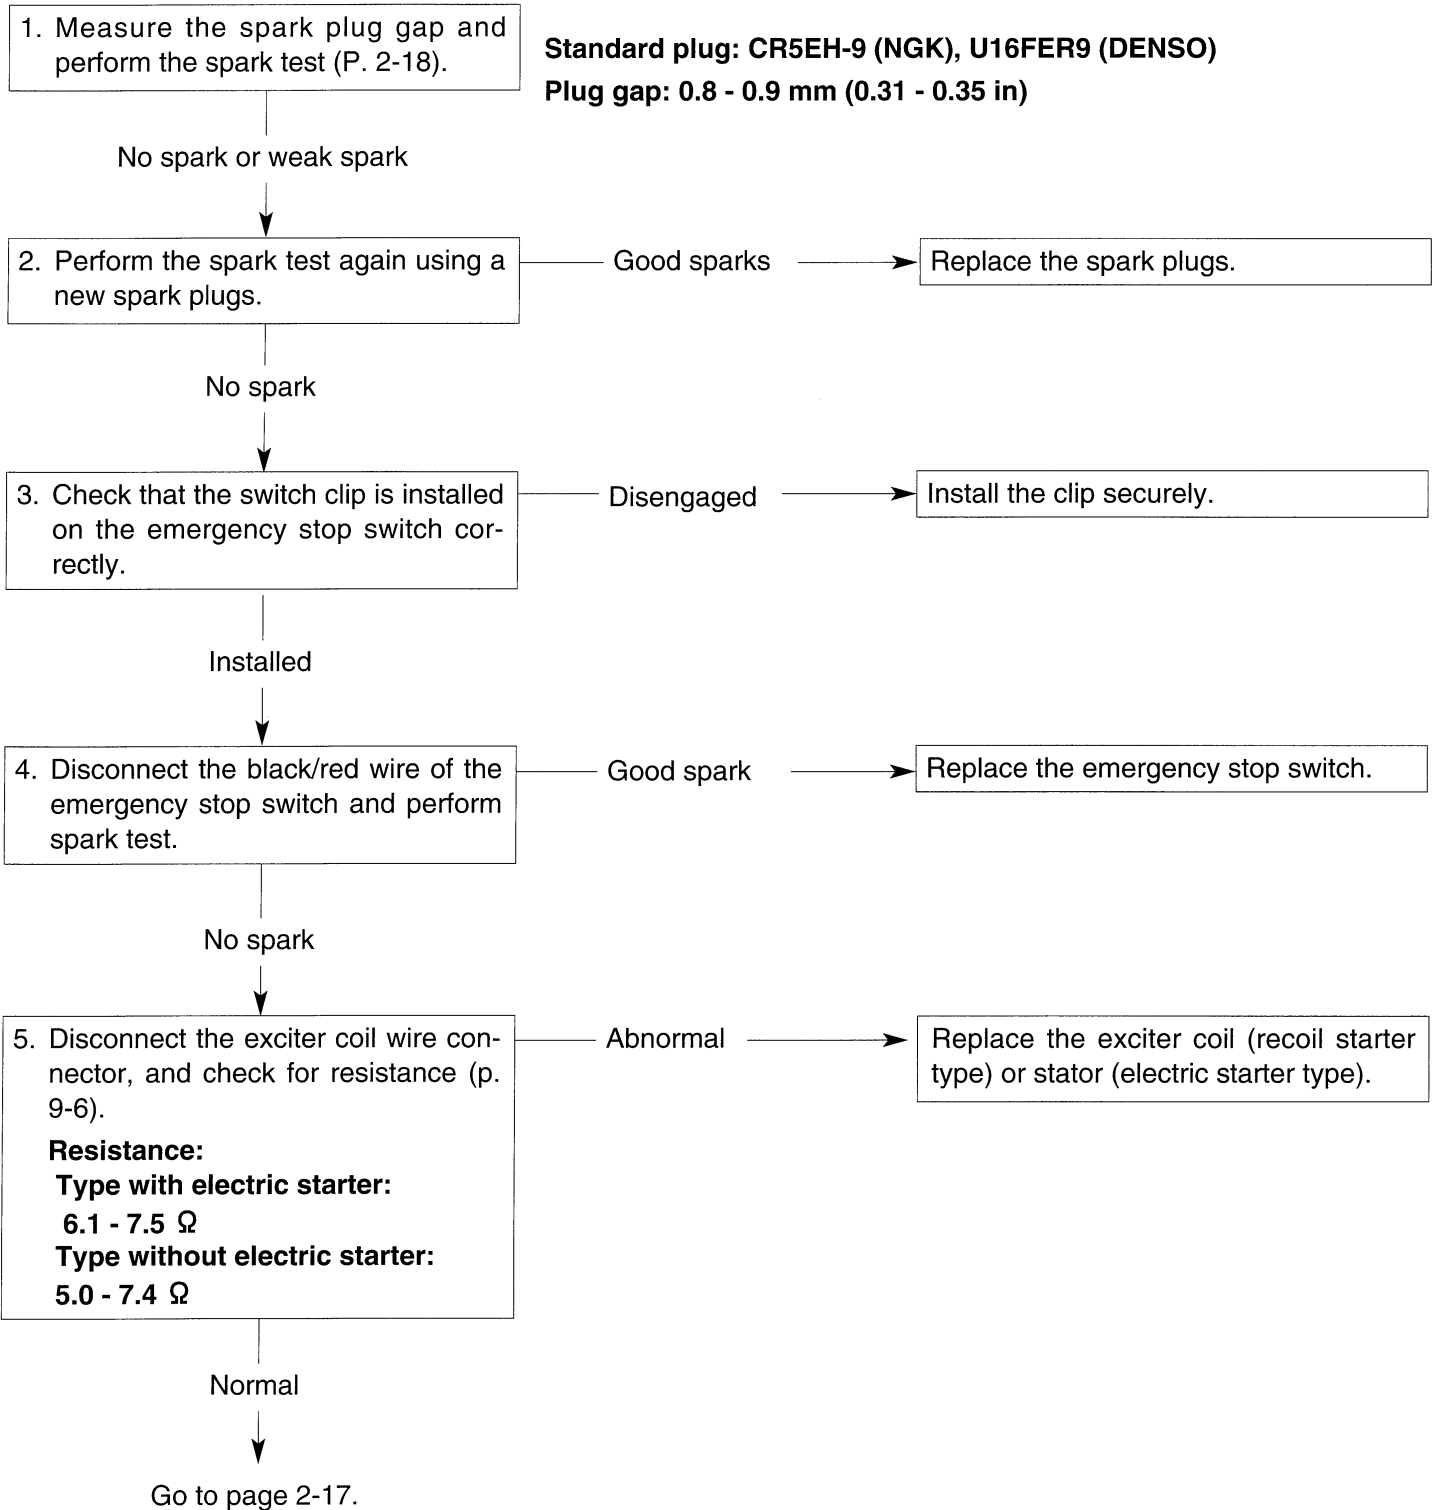 1. Measure the spark plug gap and
perform the spark test (P. 2-18).
Standard plug: CR5EH-9 (NGK), U16FER9 (DENSO)
Plug gap: 0.8 - 0.9 mm (0.31 - 0.35 in)
No spark or weak spark
2. Perform the spark test again using a
new spark plugs.
Good sparks
Replace the spark plugs.
No spark
3. Check that the switch clip is installed
on the emergency stop switch cor-
rectly.
Disengaged
Install the clip securely.
Installed
4. Disconnect the black/red wire of the
emergency stop switch and perform
spark test.
Good spark
Replace the emergency stop switch.
No spark
5. Disconnect the exciter coil wire con-
nector, and check for resistance (p.
9-6).
Resistance:
Type with electric starter:
6.1 - 7.5 Ω
Type without electric starter:
5.0 - 7.4 Ω
Abnormal
Replace the exciter coil (recoil starter
type) or stator (electric starter type).
Normal
Go to page 2-17.